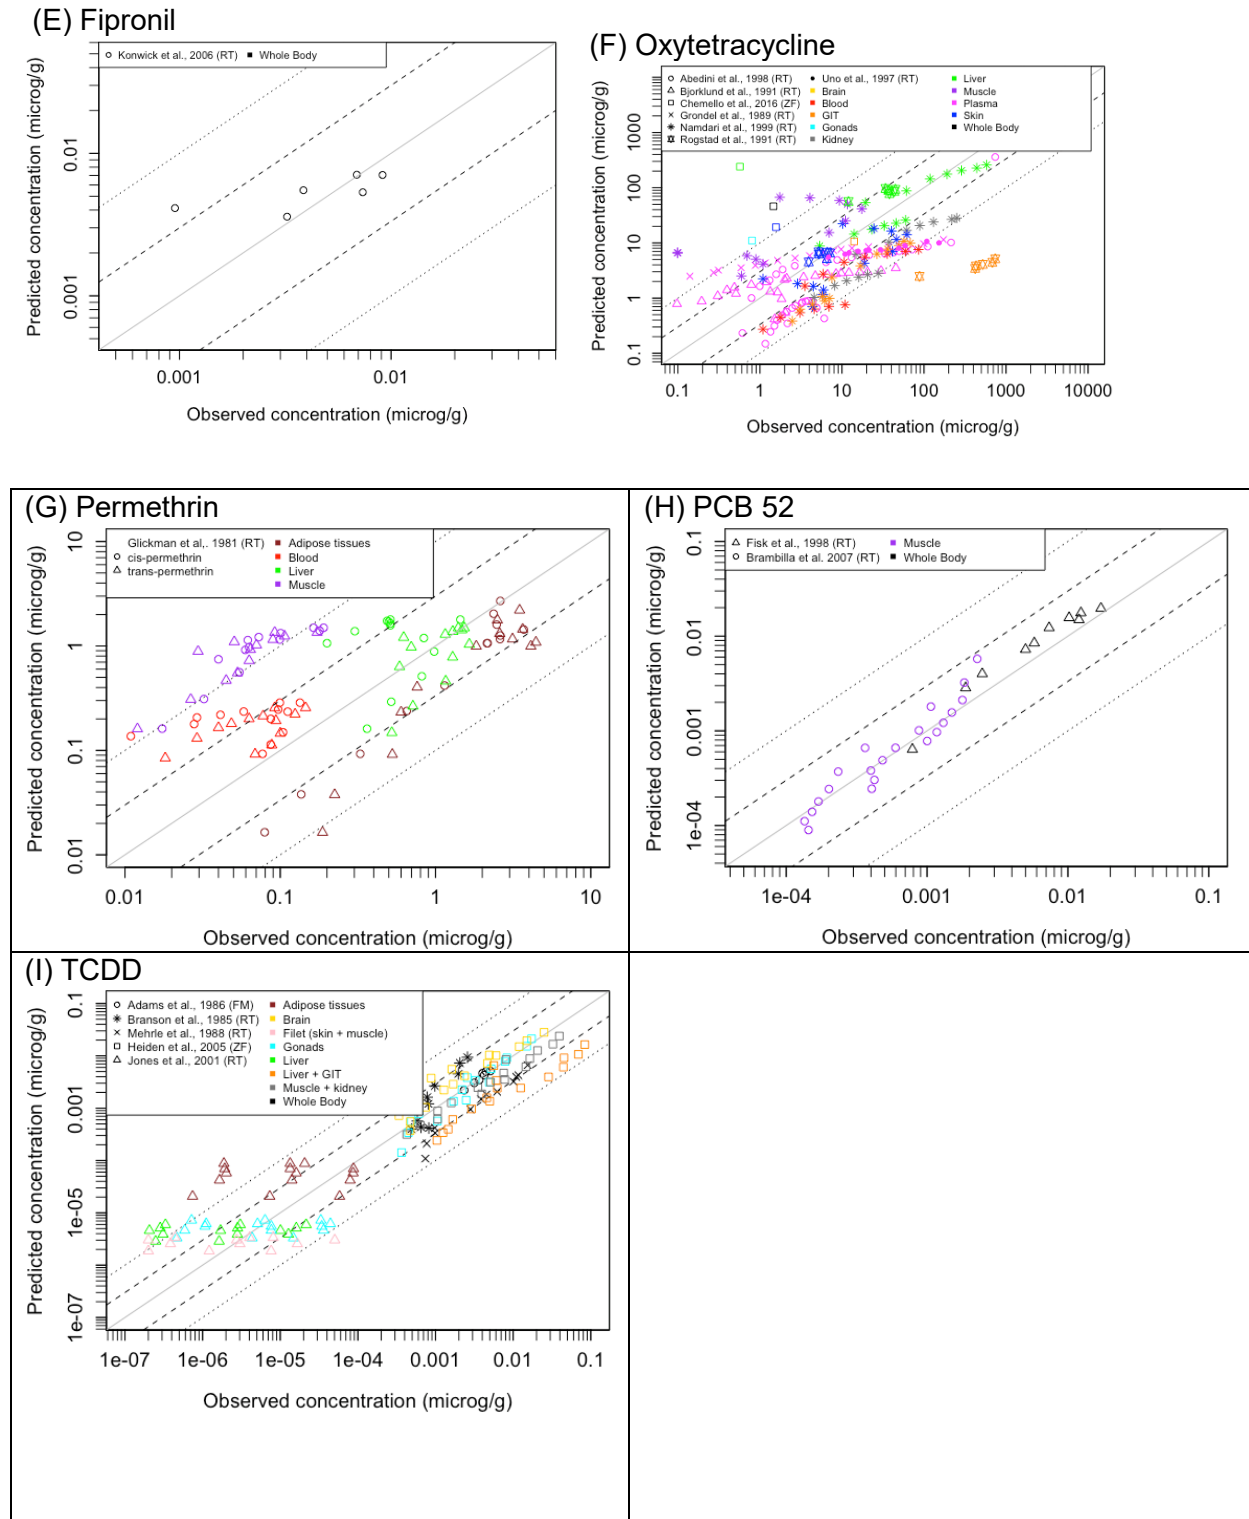 (E) Fipronil
Konwick et al., 2006 (RT) Whole Body
Predicted concentration (microg/g)
0.01
0.001
0.001 0.01
Observed concentration (microg/g)
(F) Oxytetracycline
Abedini et al., 1998 (RT) Uno et al., 1997 (RT) Liver
Bjorklund et al., 1991 (RT) Brain Muscle
Chemello et al., 2016 (ZF) Blood Plasma
Grondel et al., 1989 (RT) GIT Skin
Namdari et al., 1999 (RT) Gonads Whole Body
Rogstad et al., 1991 (RT) Kidney
Predicted concentration (microg/g)
1000
100
10
1
0.1
0.1 1 10 100 1000 10000
Observed concentration (microg/g)
(G) Permethrin
Glickman et al,. 1981 (RT) Adipose tissues
cis-permethrin Blood
trans-permethrin Liver
Muscle
Predicted concentration (microg/g)
10
1
0.1
0.01
0.01 0.1 1 10
Observed concentration (microg/g)
(H) PCB 52
Fisk et al., 1998 (RT) Muscle
Brambilla et al. 2007 (RT) Whole Body
Predicted concentration (microg/g)
0.1
0.01
0.001
1e-04
1e-04 0.001 0.01 0.1
Observed concentration (microg/g)
(I) TCDD
Adams et al., 1986 (FM) Adipose tissues
Branson et al., 1985 (RT) Brain
Mehrle et al., 1988 (RT) Filet (skin + muscle)
Heiden et al., 2005 (ZF) Gonads
Jones et al., 2001 (RT) Liver
Liver + GIT
Muscle + kidney
Whole Body
Predicted concentration (microg/g)
0.1
0.001
1e-05
1e-07
1e-07 1e-06 1e-05 1e-04 0.001 0.01 0.1
Observed concentration (microg/g)